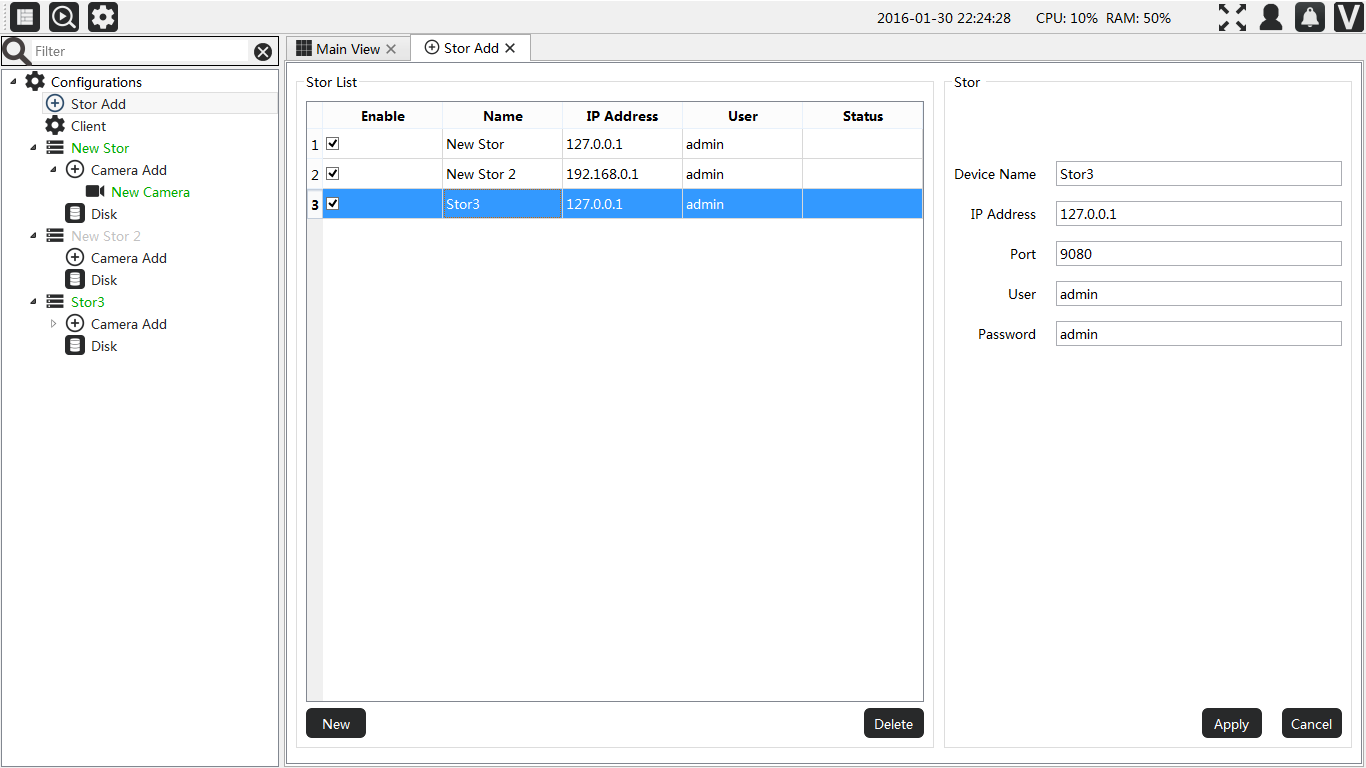 2016-01-30 22:24:28 CPU: 10% RAM: 50% V
Filter
Main View
Stor Add
Configurations
Stor Add
Client
New Stor
Camera Add
New Camera
Disk
New Stor 2
Camera Add
Disk
Stor3
Camera Add
Disk
Stor List
Enable Name IP Address User Status
1 New Stor 127.0.0.1 admin
2 New Stor 2 192.168.0.1 admin
3 Stor3 127.0.0.1 admin
New Delete
Stor
Device Name Stor3
IP Address 127.0.0.1
Port 9080
User admin
Password admin
Apply Cancel